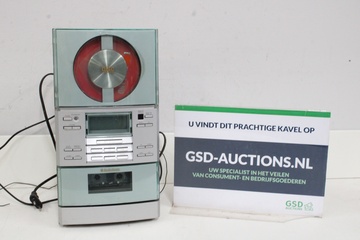 U VINDT DIT PRACHTIGE KAVEL OP
GSD-AUCTIONS.NL
UW SPECIALIST IN HET VEILEN
VAN CONSUMENT- EN BEDRIJFSGOEDEREN
GSD